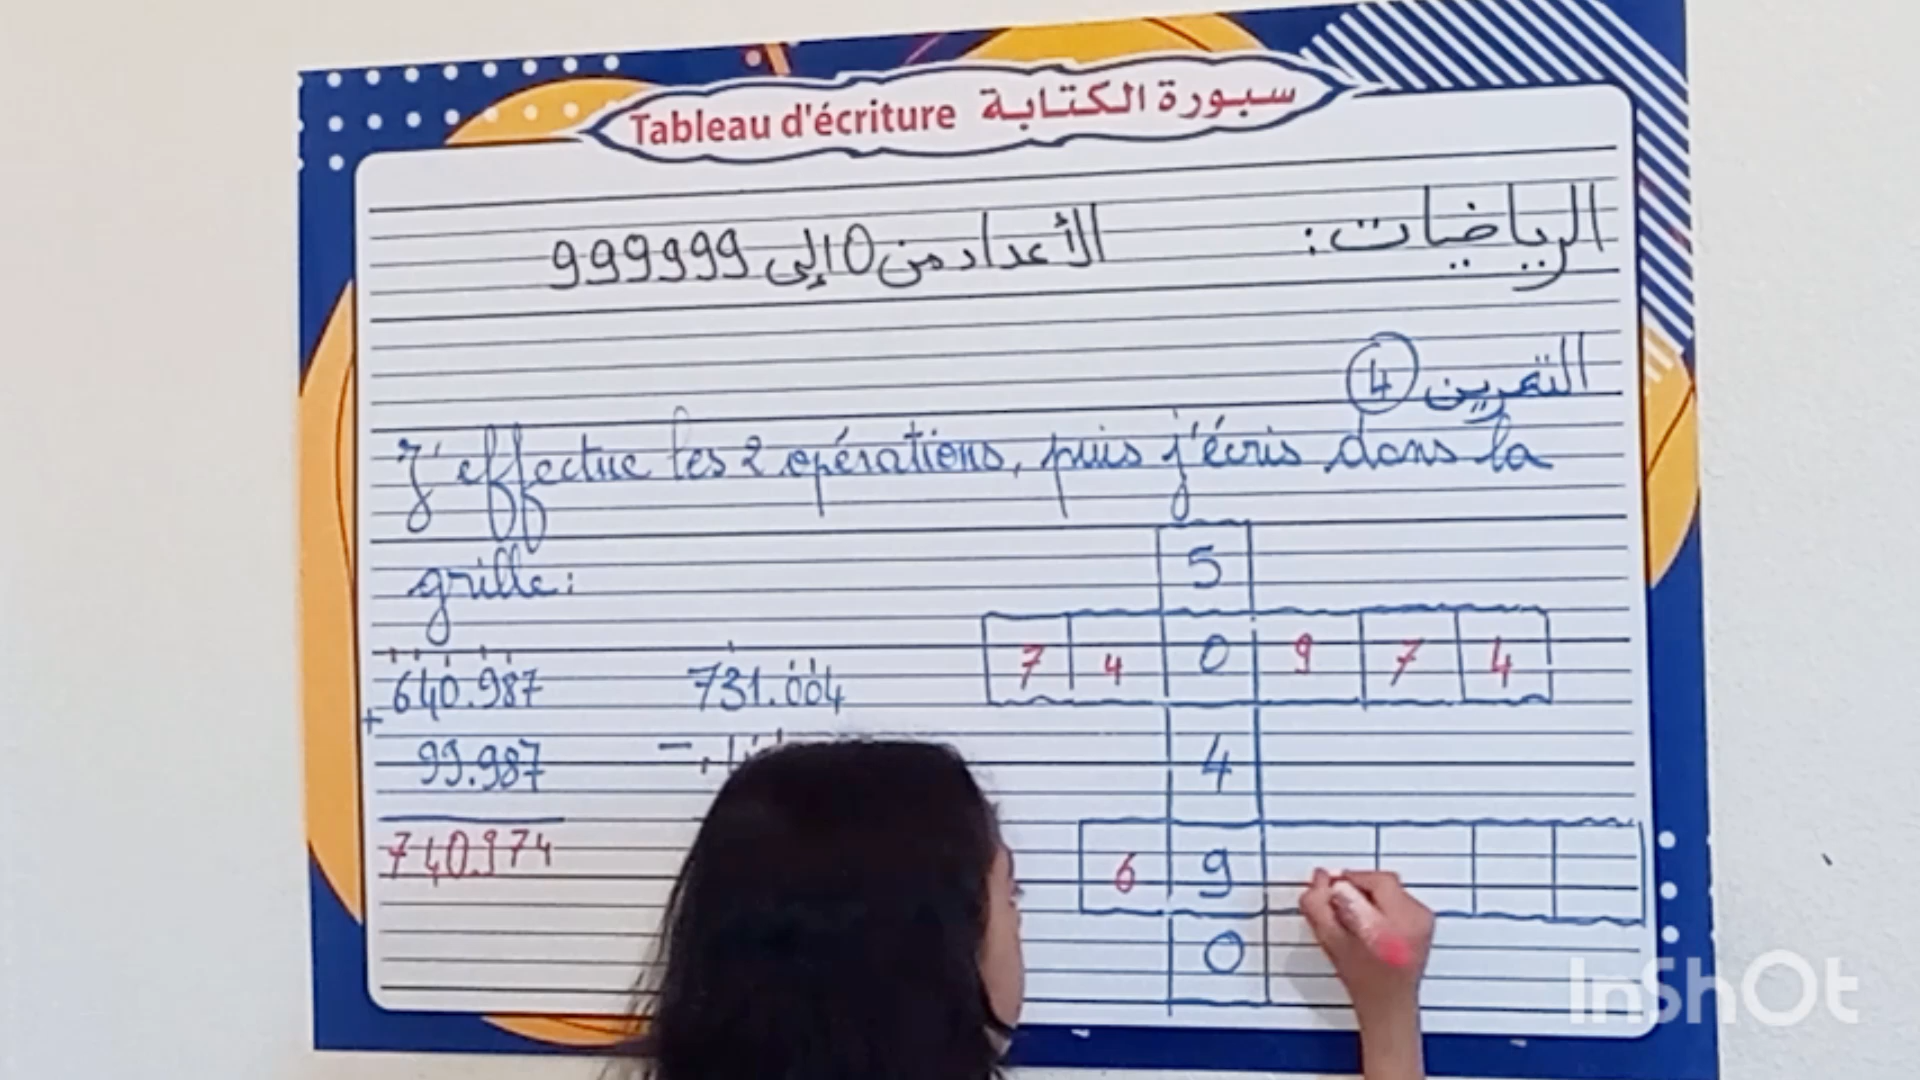 Tableau d'écriture سبورة الكتابة
الرياضيات: الأعداد من 0 إلى 999999
التمرين 4
J'effectue les 2 opérations, puis j'écris dans la
grille:
5
7 4 0 9 7 4
4
6 9
0
640.987
+ 99.987
740.974
731.004
-
InShOt